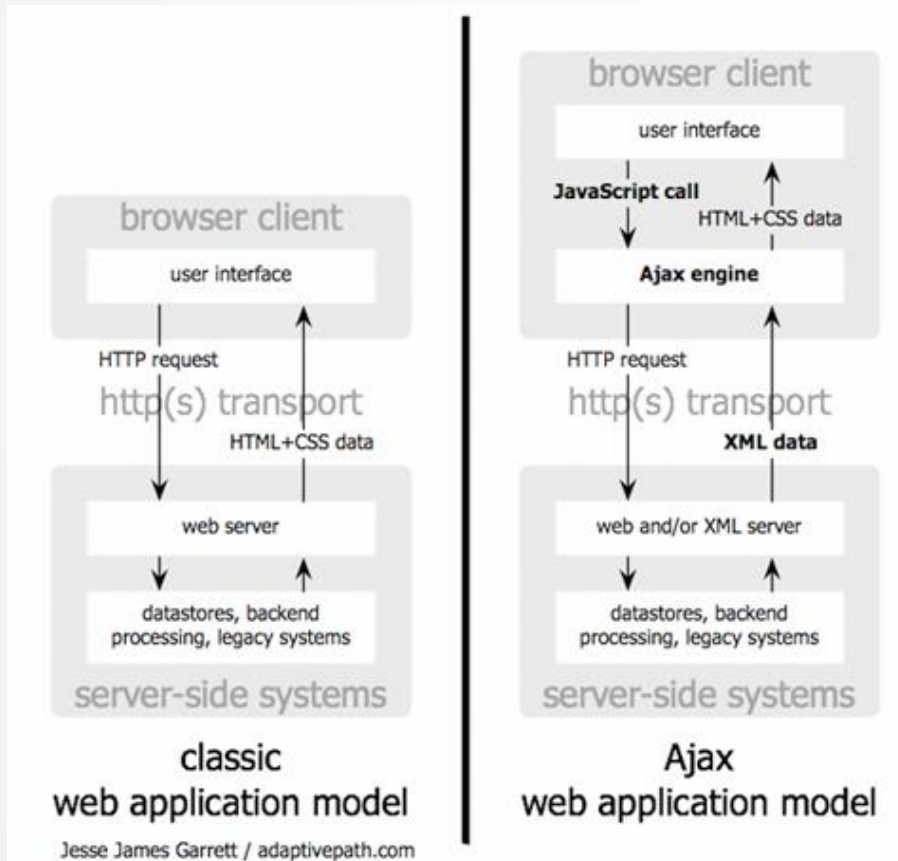 browser client
user interface
HTTP request
http(s) transport
HTML+CSS data
web server
datastores, backend
processing, legacy systems
server-side systems
classic
web application model
Jesse James Garrett / adaptivepath.com
browser client
user interface
JavaScript call
HTML+CSS data
Ajax engine
HTTP request
http(s) transport
XML data
web and/or XML server
datastores, backend
processing, legacy systems
server-side systems
Ajax
web application model